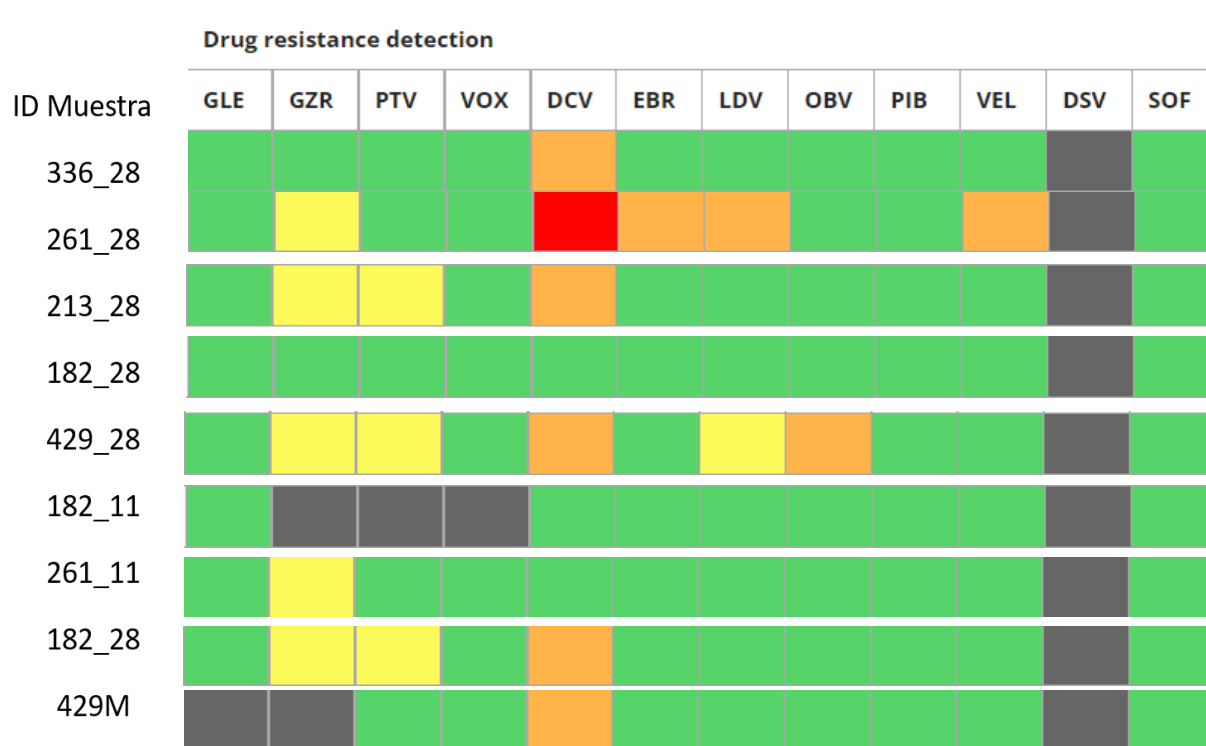 Drug resistance detection
ID Muestra GLE GZR PTV VOX DCV EBR LDV OBV PIB VEL DSV SOF
336_28
261_28
213_28
182_28
429_28
182_11
261_11
182_28
429M